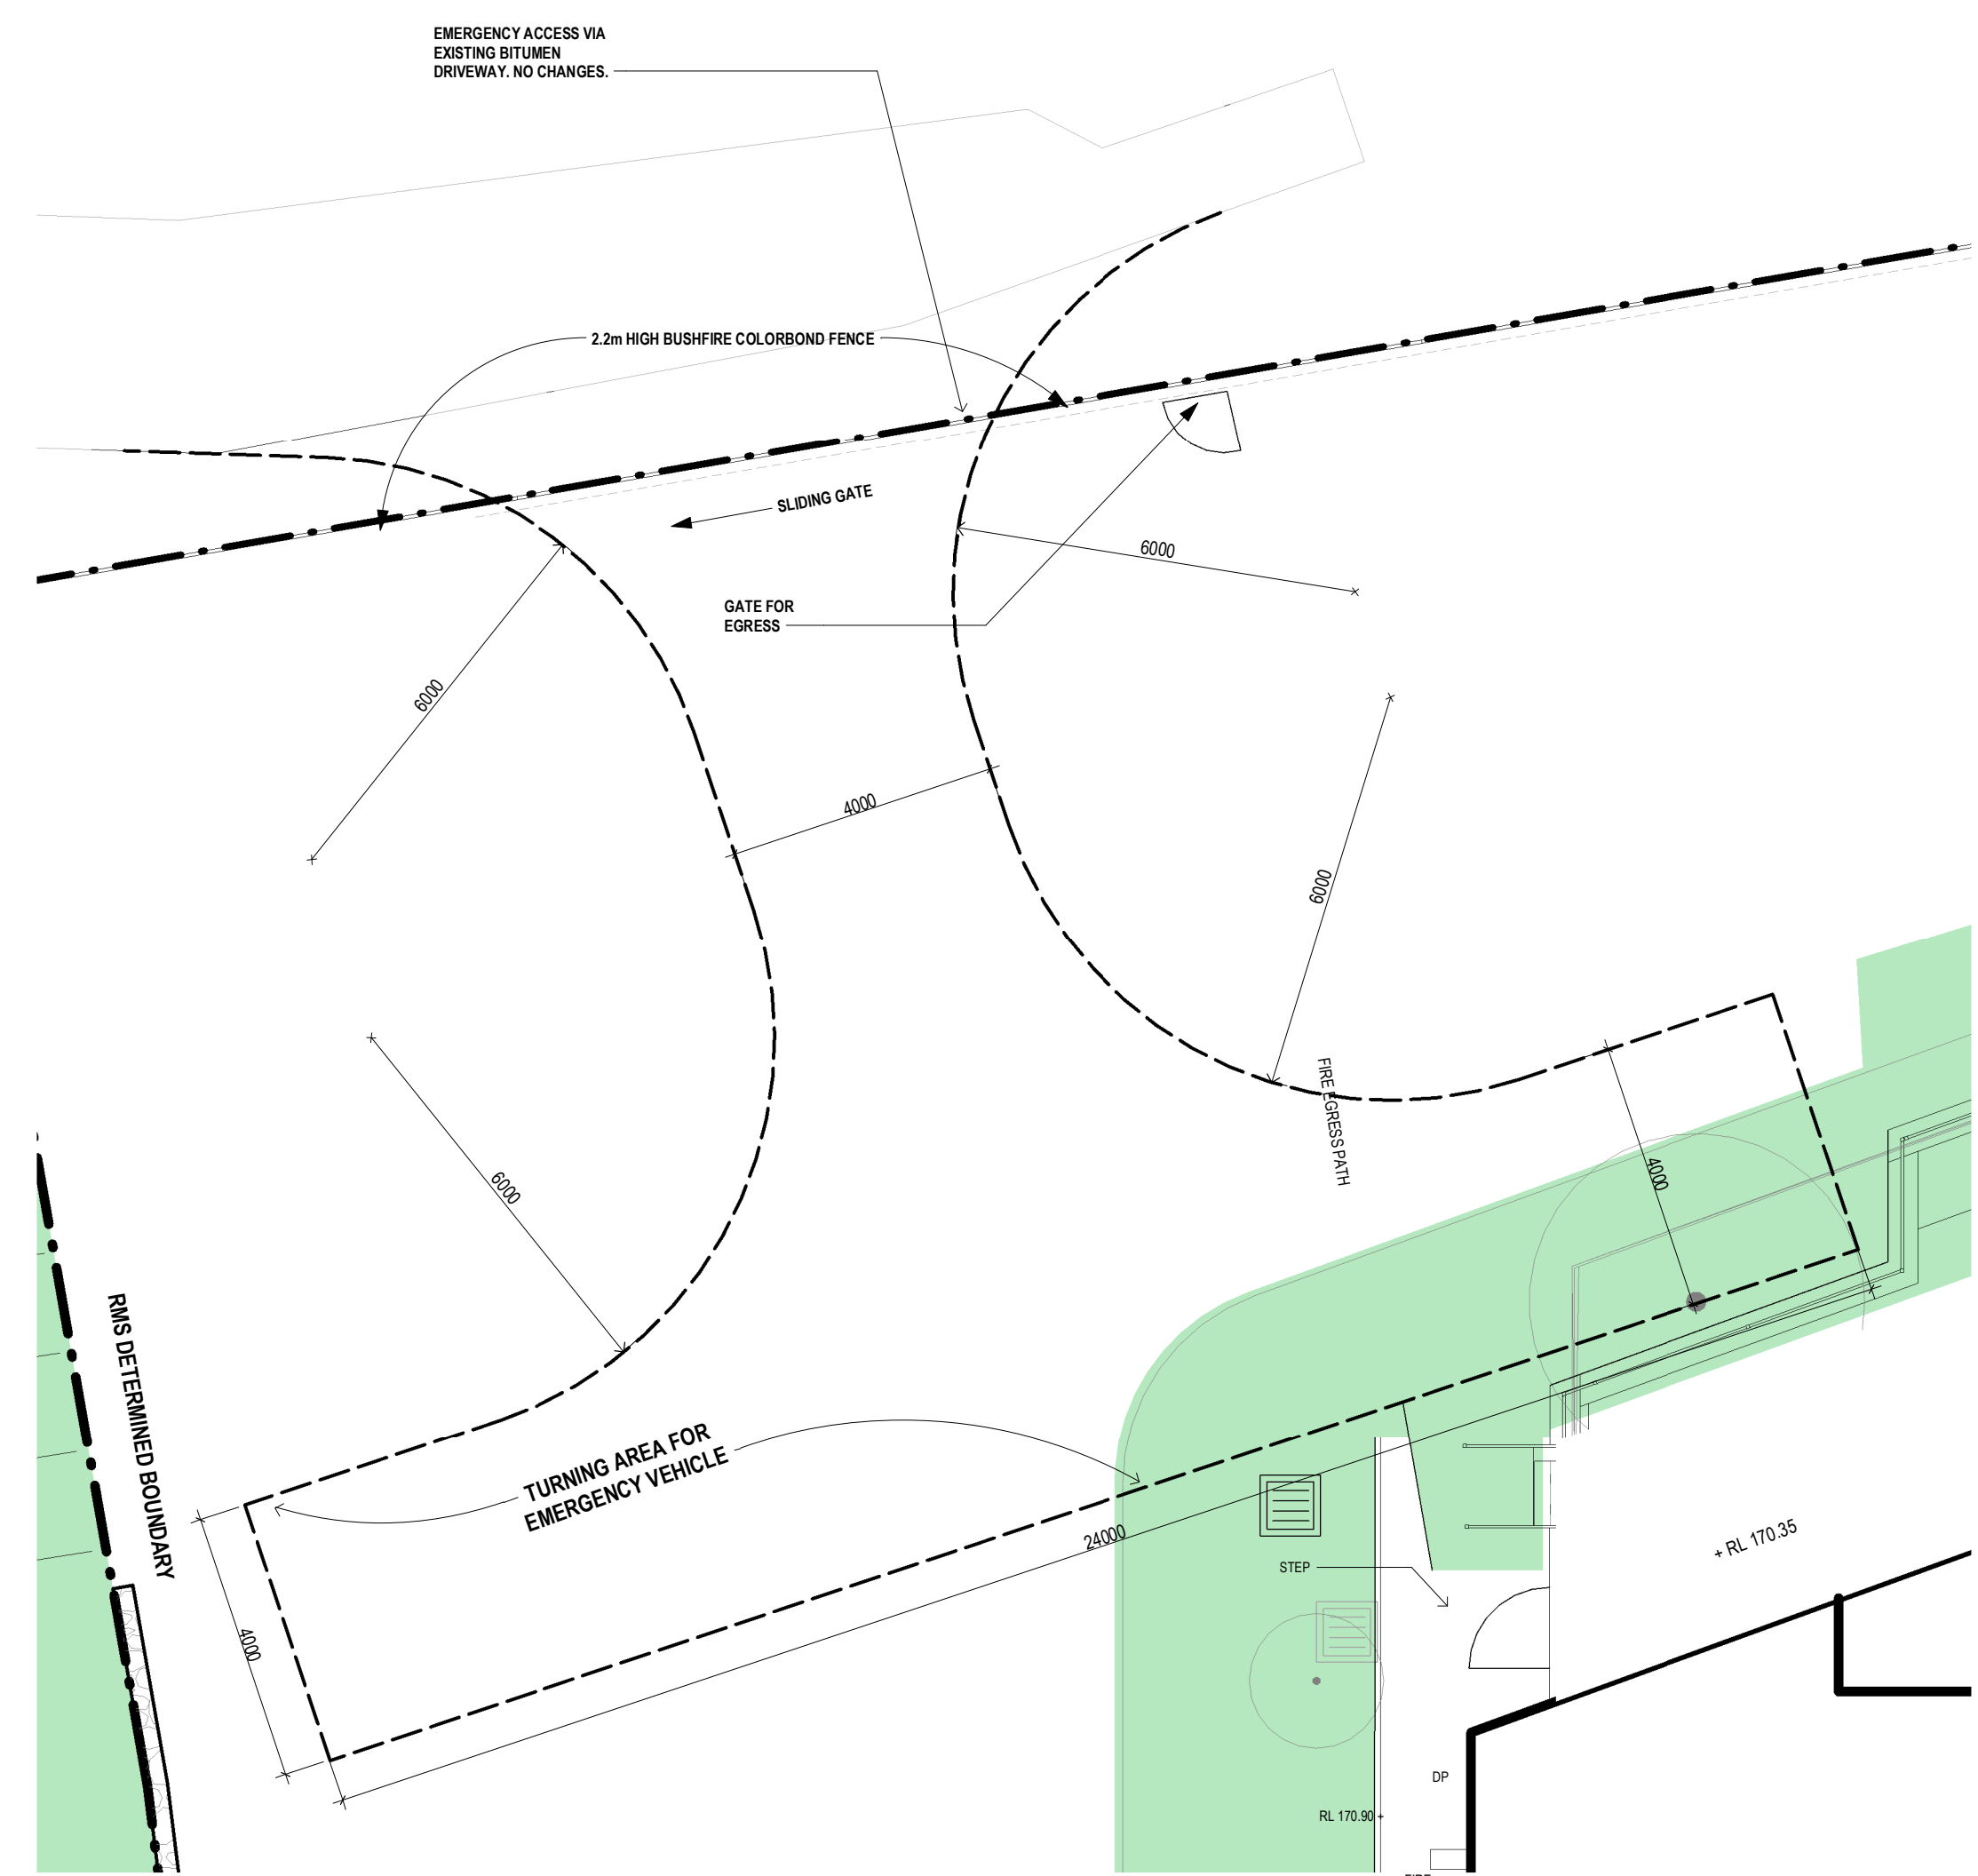 EMERGENCY ACCESS VIA
EXISTING BITUMEN
DRIVEWAY. NO CHANGES.
2.2m HIGH BUSHFIRE COLORBOND FENCE
SLIDING GATE
6000
GATE FOR
EGRESS
6000
4000
6000
FIRE EGRESS PATH
4000
6000
RMS DETERMINED BOUNDARY
TURNING AREA FOR
EMERGENCY VEHICLE
24000
+ RL 170.35
STEP
4000
DP
RL 170.90 +